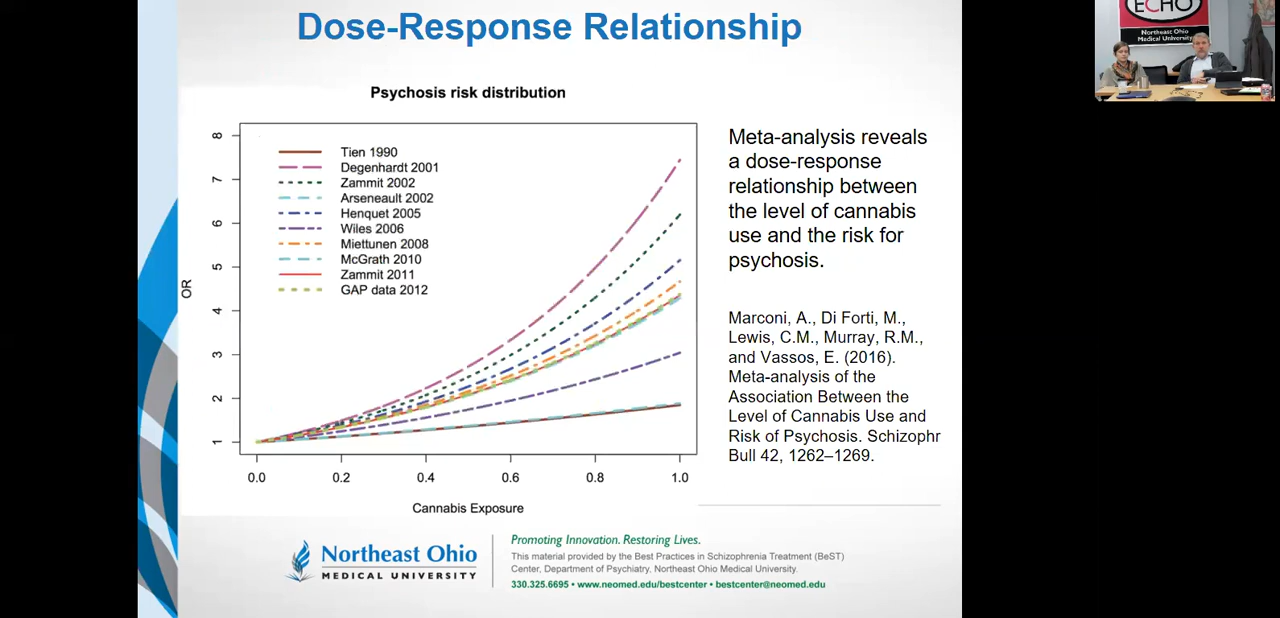 Dose-Response Relationship
ECHO
Northeast Ohio
Medical University
Psychosis risk distribution
OR
8
7
6
5
4
3
2
1
Tien 1990
Degenhardt 2001
Zammit 2002
Arseneault 2002
Henquet 2005
Wiles 2006
Miettunen 2008
McGrath 2010
Zammit 2011
GAP data 2012
0.0 0.2 0.4 0.6 0.8 1.0
Cannabis Exposure
Meta-analysis reveals
a dose-response
relationship between
the level of cannabis
use and the risk for
psychosis.
Marconi, A., Di Forti, M.,
Lewis, C.M., Murray, R.M.,
and Vassos, E. (2016).
Meta-analysis of the
Association Between the
Level of Cannabis Use and
Risk of Psychosis. Schizophr
Bull 42, 1262–1269.
Northeast Ohio
MEDICAL UNIVERSITY
Promoting Innovation. Restoring Lives.
This material provided by the Best Practices in Schizophrenia Treatment (BeST)
Center, Department of Psychiatry, Northeast Ohio Medical University.
330.325.6695 • www.neomed.edu/bestcenter • bestcenter@neomed.edu